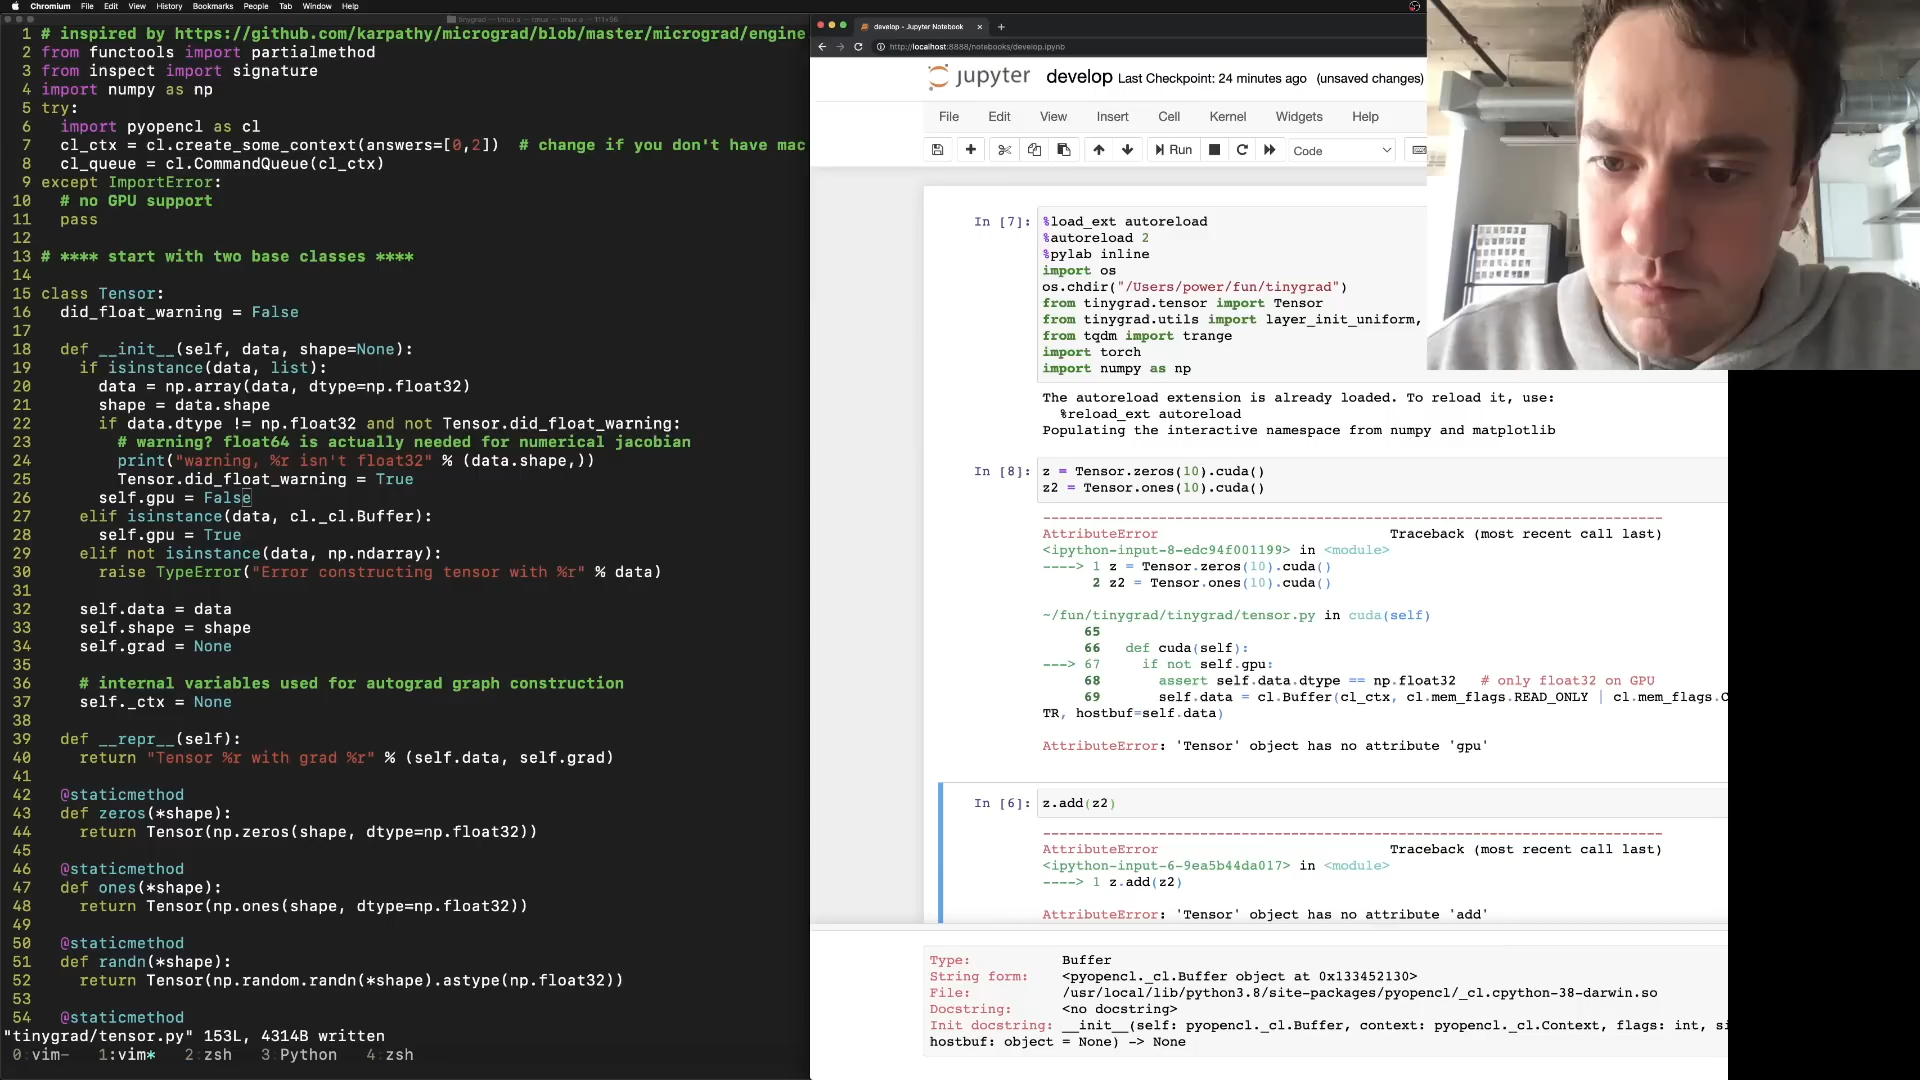 Chromium File Edit View History Bookmarks People Tab Window Help
tinygrad — tmux a — tmux — tmux a — 111×56
1 # inspired by https://github.com/karpathy/micrograd/blob/master/micrograd/engine.
2 from functools import partialmethod
3 from inspect import signature
4 import numpy as np
5 try:
6 import pyopencl as cl
7 cl_ctx = cl.create_some_context(answers=[0,2]) # change if you don't have mac
8 cl_queue = cl.CommandQueue(cl_ctx)
9 except ImportError:
10 # no GPU support
11 pass
12
13 # **** start with two base classes ****
14
15 class Tensor:
16 did_float_warning = False
17
18 def __init__(self, data, shape=None):
19 if isinstance(data, list):
20 data = np.array(data, dtype=np.float32)
21 shape = data.shape
22 if data.dtype != np.float32 and not Tensor.did_float_warning:
23 # warning? float64 is actually needed for numerical jacobian
24 print("warning, %r isn't float32" % (data.shape,))
25 Tensor.did_float_warning = True
26 self.gpu = False
27 elif isinstance(data, cl._cl.Buffer):
28 self.gpu = True
29 elif not isinstance(data, np.ndarray):
30 raise TypeError("Error constructing tensor with %r" % data)
31
32 self.data = data
33 self.shape = shape
34 self.grad = None
35
36 # internal variables used for autograd graph construction
37 self._ctx = None
38
39 def __repr__(self):
40 return "Tensor %r with grad %r" % (self.data, self.grad)
41
42 @staticmethod
43 def zeros(*shape):
44 return Tensor(np.zeros(shape, dtype=np.float32))
45
46 @staticmethod
47 def ones(*shape):
48 return Tensor(np.ones(shape, dtype=np.float32))
49
50 @staticmethod
51 def randn(*shape):
52 return Tensor(np.random.randn(*shape).astype(np.float32))
53
54 @staticmethod
"tinygrad/tensor.py" 153L, 4314B written
0:vim- 1:vim* 2:zsh 3:Python 4:zsh
develop - Jupyter Notebook
http://localhost:8888/notebooks/develop.ipynb
jupyter develop Last Checkpoint: 24 minutes ago (unsaved changes)
File Edit View Insert Cell Kernel Widgets Help
Run Code
In [7]: %load_ext autoreload
%autoreload 2
%pylab inline
import os
os.chdir("/Users/power/fun/tinygrad")
from tinygrad.tensor import Tensor
from tinygrad.utils import layer_init_uniform,
from tqdm import trange
import torch
import numpy as np
The autoreload extension is already loaded. To reload it, use:
%reload_ext autoreload
Populating the interactive namespace from numpy and matplotlib
In [8]: z = Tensor.zeros(10).cuda()
z2 = Tensor.ones(10).cuda()
---------------------------------------------------------------------------
AttributeError Traceback (most recent call last)
<ipython-input-8-edc94f001199> in <module>
----> 1 z = Tensor.zeros(10).cuda()
2 z2 = Tensor.ones(10).cuda()
~/fun/tinygrad/tinygrad/tensor.py in cuda(self)
65
66 def cuda(self):
---> 67 if not self.gpu:
68 assert self.data.dtype == np.float32 # only float32 on GPU
69 self.data = cl.Buffer(cl_ctx, cl.mem_flags.READ_ONLY | cl.mem_flags.C
TR, hostbuf=self.data)
AttributeError: 'Tensor' object has no attribute 'gpu'
In [6]: z.add(z2)
---------------------------------------------------------------------------
AttributeError Traceback (most recent call last)
<ipython-input-6-9ea5b44da017> in <module>
----> 1 z.add(z2)
AttributeError: 'Tensor' object has no attribute 'add'
Type: Buffer
String form: <pyopencl._cl.Buffer object at 0x133452130>
File: /usr/local/lib/python3.8/site-packages/pyopencl/_cl.cpython-38-darwin.so
Docstring: <no docstring>
Init docstring: __init__(self: pyopencl._cl.Buffer, context: pyopencl._cl.Context, flags: int, si
hostbuf: object = None) -> None